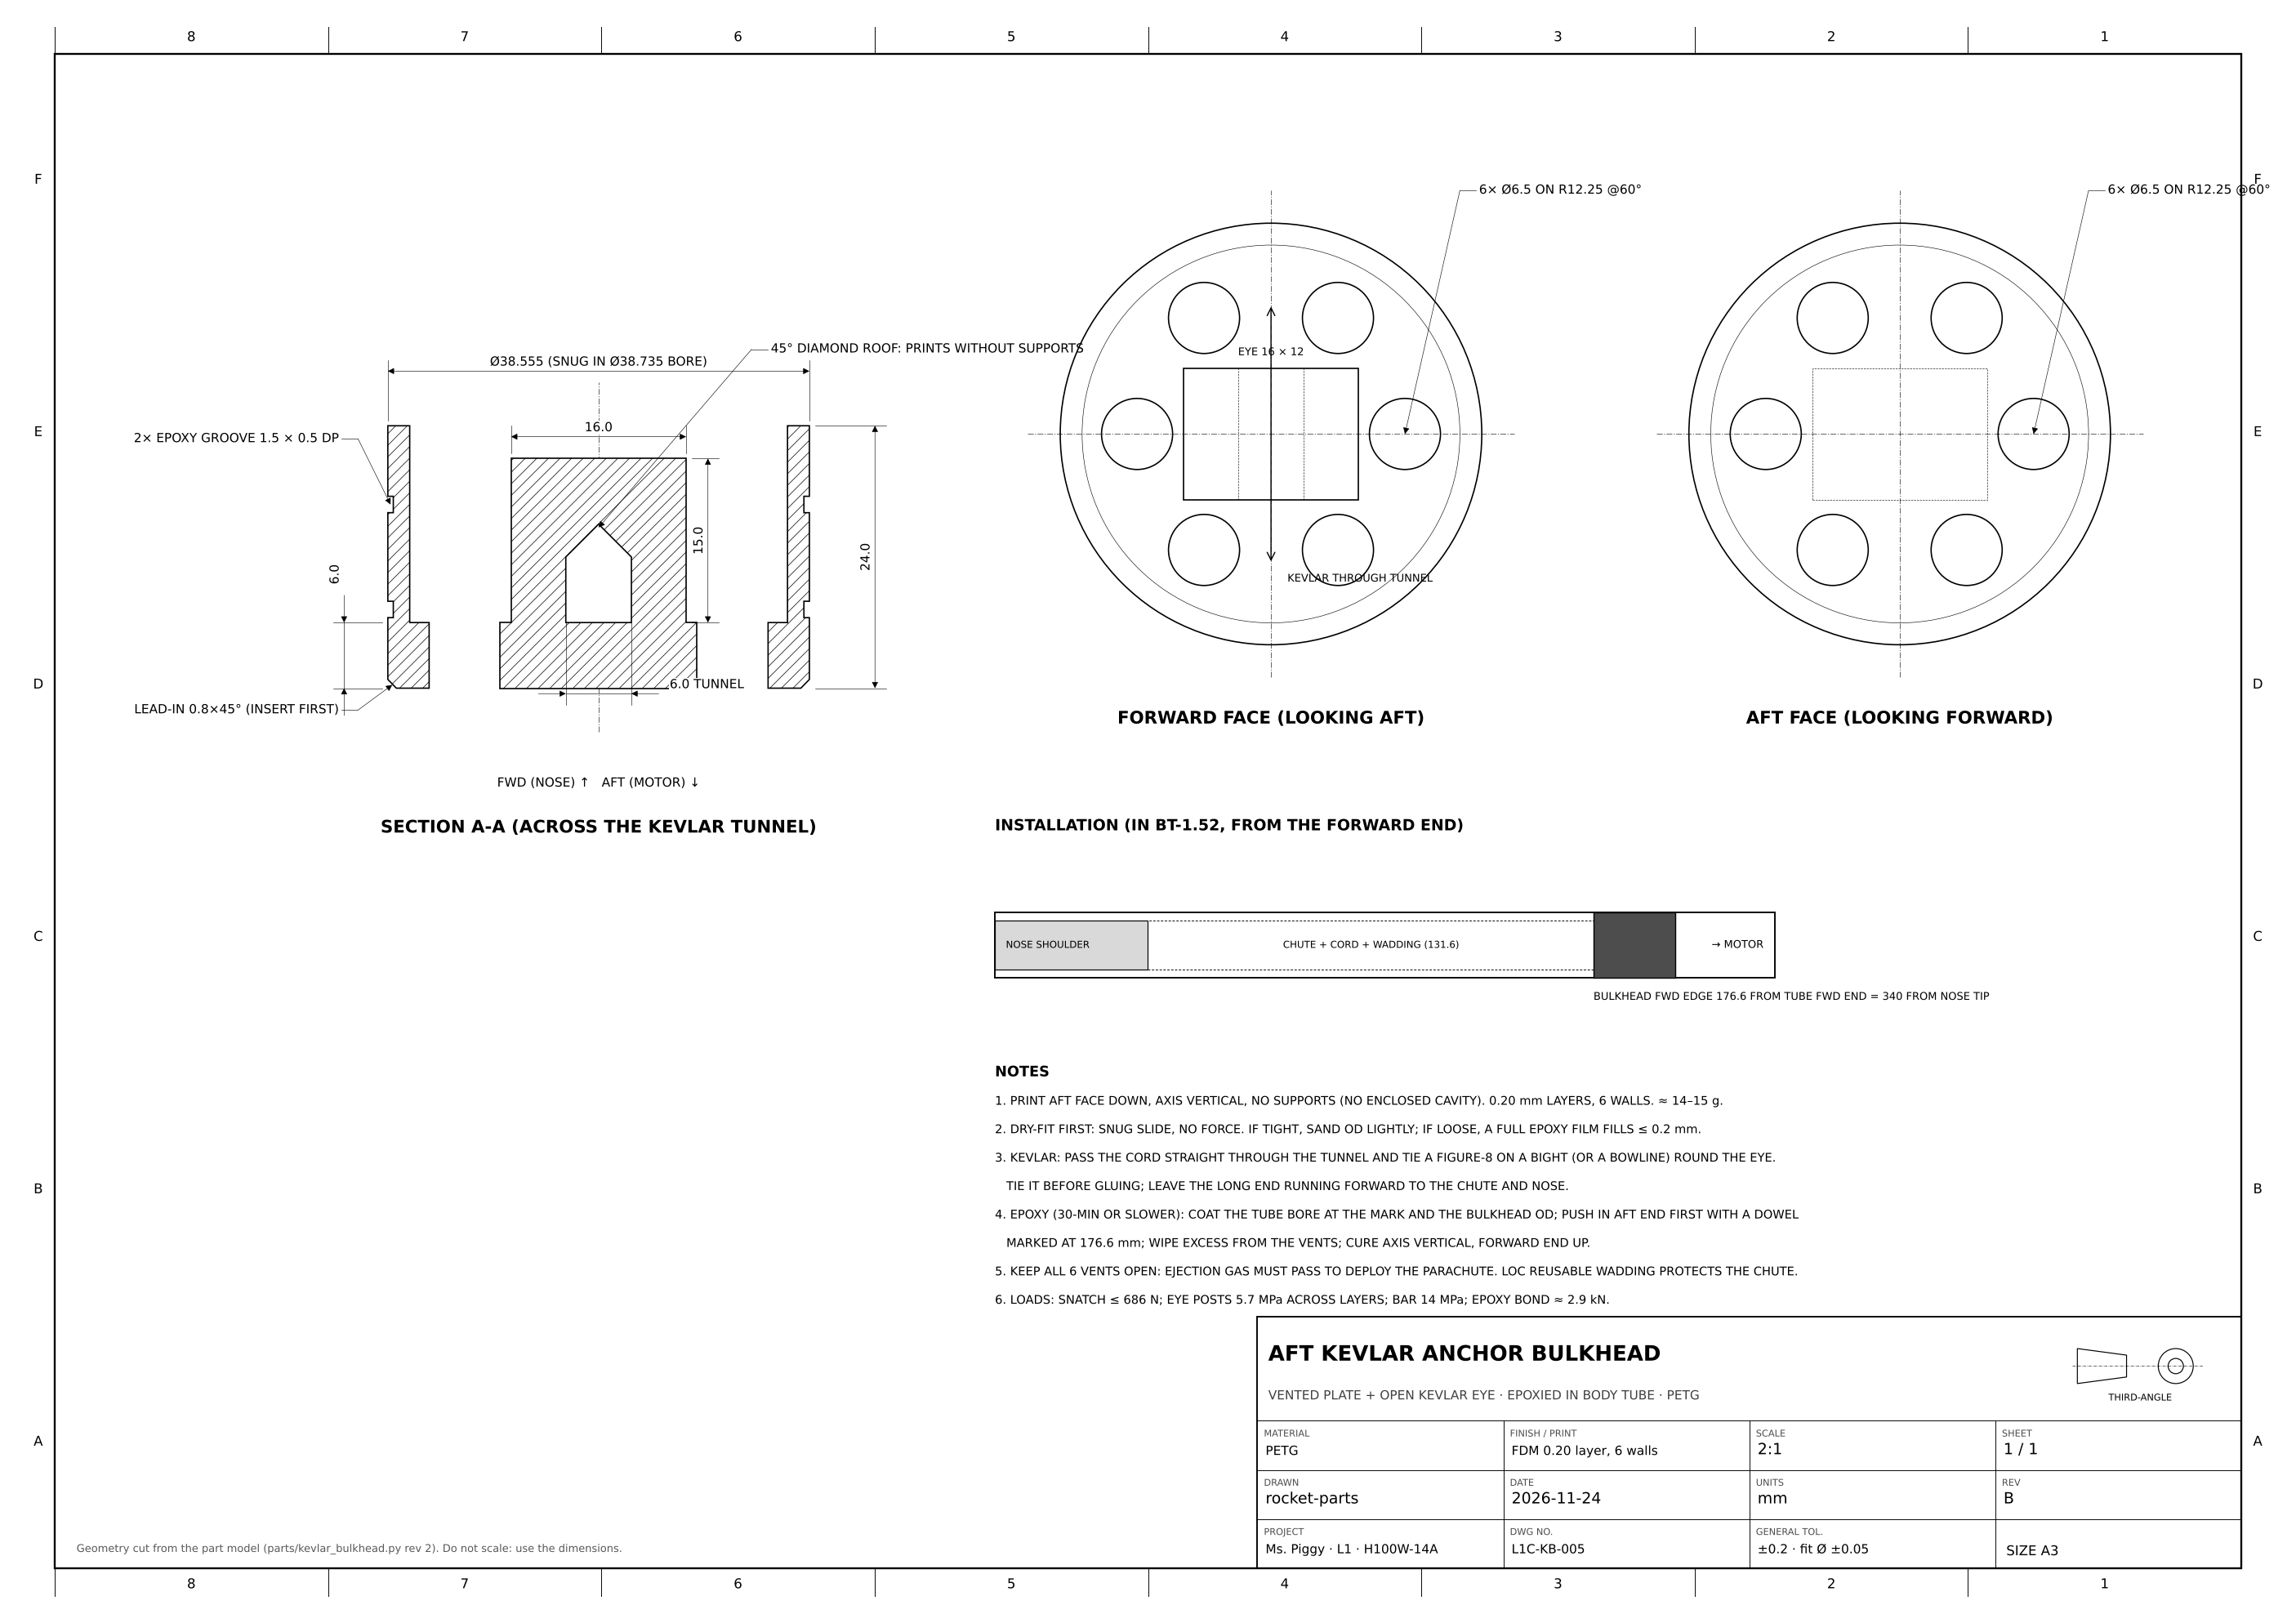 8 7 6 5 4 3 2 1
F F
6× Ø6.5 ON R12.25 @60° 6× Ø6.5 ON R12.25 @60°
45° DIAMOND ROOF: PRINTS WITHOUT SUPPORTS
Ø38.555 (SNUG IN Ø38.735 BORE)
EYE 16 × 12
16.0
2× EPOXY GROOVE 1.5 × 0.5 DP
E E
15.0
24.0
6.0
KEVLAR THROUGH TUNNEL
6.0 TUNNEL
D D
LEAD-IN 0.8×45° (INSERT FIRST)
FORWARD FACE (LOOKING AFT) AFT FACE (LOOKING FORWARD)
FWD (NOSE) ↑ AFT (MOTOR) ↓
SECTION A-A (ACROSS THE KEVLAR TUNNEL)
INSTALLATION (IN BT-1.52, FROM THE FORWARD END)
C C
NOSE SHOULDER CHUTE + CORD + WADDING (131.6) → MOTOR
BULKHEAD FWD EDGE 176.6 FROM TUBE FWD END = 340 FROM NOSE TIP
NOTES
1. PRINT AFT FACE DOWN, AXIS VERTICAL, NO SUPPORTS (NO ENCLOSED CAVITY). 0.20 mm LAYERS, 6 WALLS. ≈ 14–15 g.
2. DRY-FIT FIRST: SNUG SLIDE, NO FORCE. IF TIGHT, SAND OD LIGHTLY; IF LOOSE, A FULL EPOXY FILM FILLS ≤ 0.2 mm.
3. KEVLAR: PASS THE CORD STRAIGHT THROUGH THE TUNNEL AND TIE A FIGURE-8 ON A BIGHT (OR A BOWLINE) ROUND THE EYE.
TIE IT BEFORE GLUING; LEAVE THE LONG END RUNNING FORWARD TO THE CHUTE AND NOSE.
B B
4. EPOXY (30-MIN OR SLOWER): COAT THE TUBE BORE AT THE MARK AND THE BULKHEAD OD; PUSH IN AFT END FIRST WITH A DOWEL
MARKED AT 176.6 mm; WIPE EXCESS FROM THE VENTS; CURE AXIS VERTICAL, FORWARD END UP.
5. KEEP ALL 6 VENTS OPEN: EJECTION GAS MUST PASS TO DEPLOY THE PARACHUTE. LOC REUSABLE WADDING PROTECTS THE CHUTE.
6. LOADS: SNATCH ≤ 686 N; EYE POSTS 5.7 MPa ACROSS LAYERS; BAR 14 MPa; EPOXY BOND ≈ 2.9 kN.
AFT KEVLAR ANCHOR BULKHEAD
VENTED PLATE + OPEN KEVLAR EYE · EPOXIED IN BODY TUBE · PETG
THIRD-ANGLE
A A
MATERIAL FINISH / PRINT SCALE SHEET
PETG FDM 0.20 layer, 6 walls 2:1 1 / 1
DRAWN DATE UNITS REV
rocket-parts 2026-11-24 mm B
PROJECT DWG NO. GENERAL TOL.
Ms. Piggy · L1 · H100W-14A L1C-KB-005 ±0.2 · fit Ø ±0.05 SIZE A3
Geometry cut from the part model (parts/kevlar_bulkhead.py rev 2). Do not scale: use the dimensions.
8 7 6 5 4 3 2 1